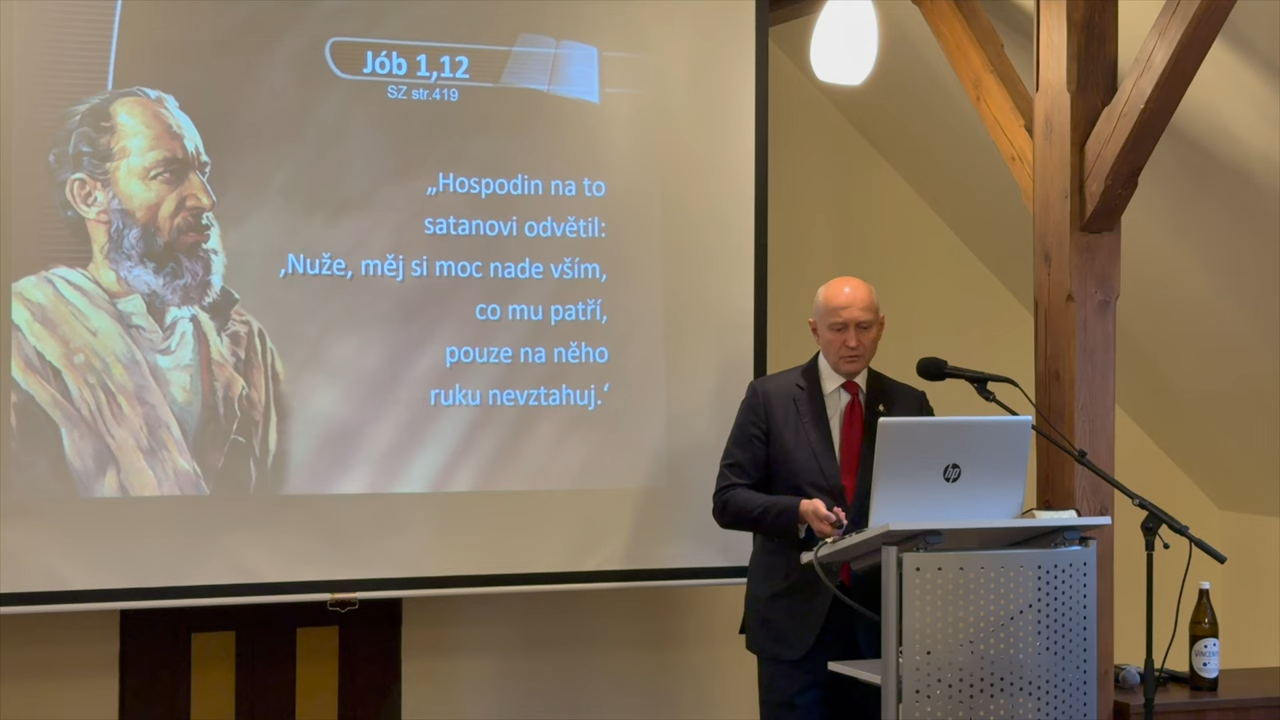 Jób 1,12
SZ str.419
„Hospodin na to
satanovi odvětil:
‚Nuže, měj si moc nade vším,
co mu patří,
pouze na něho
ruku nevztahuj.‘
hp